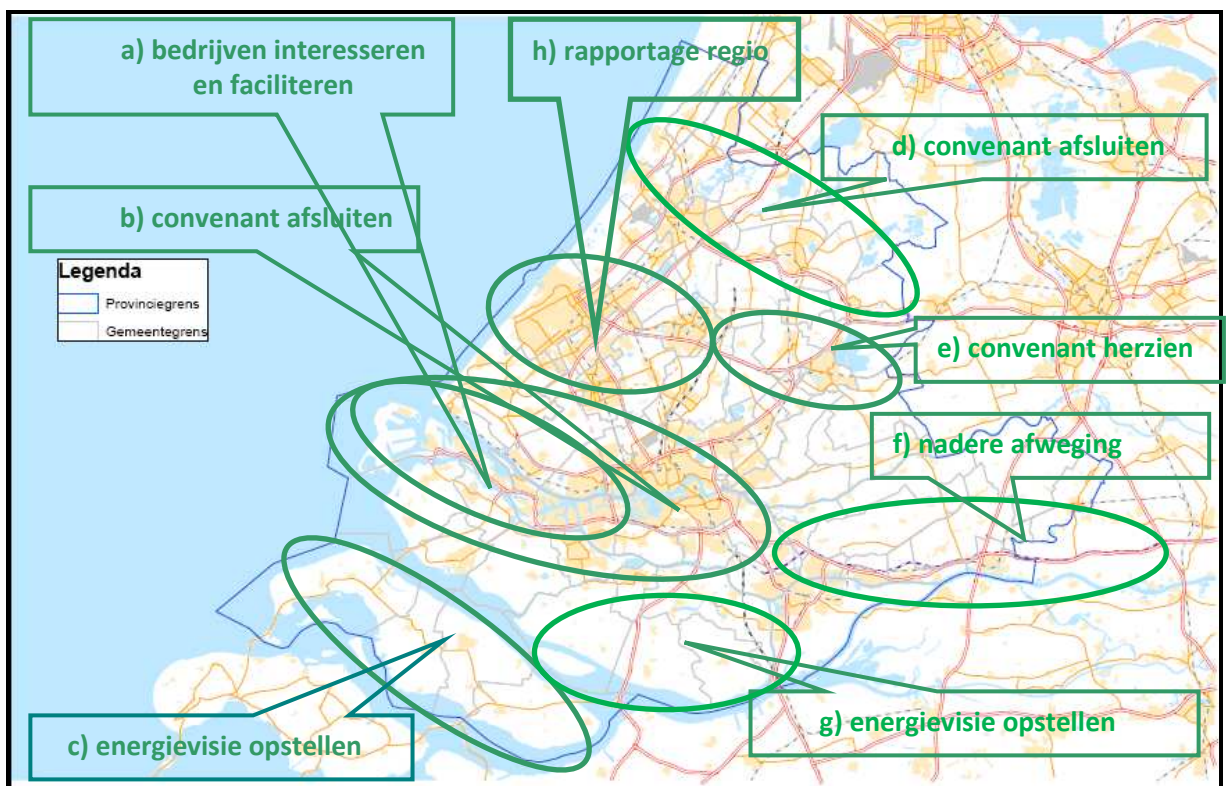 a) bedrijven interesseren
en faciliteren
h) rapportage regio
d) convenant afsluiten
b) convenant afsluiten
Legenda
Provinciegrens
Gemeentegrens
e) convenant herzien
f) nadere afweging
g) energievisie opstellen
c) energievisie opstellen